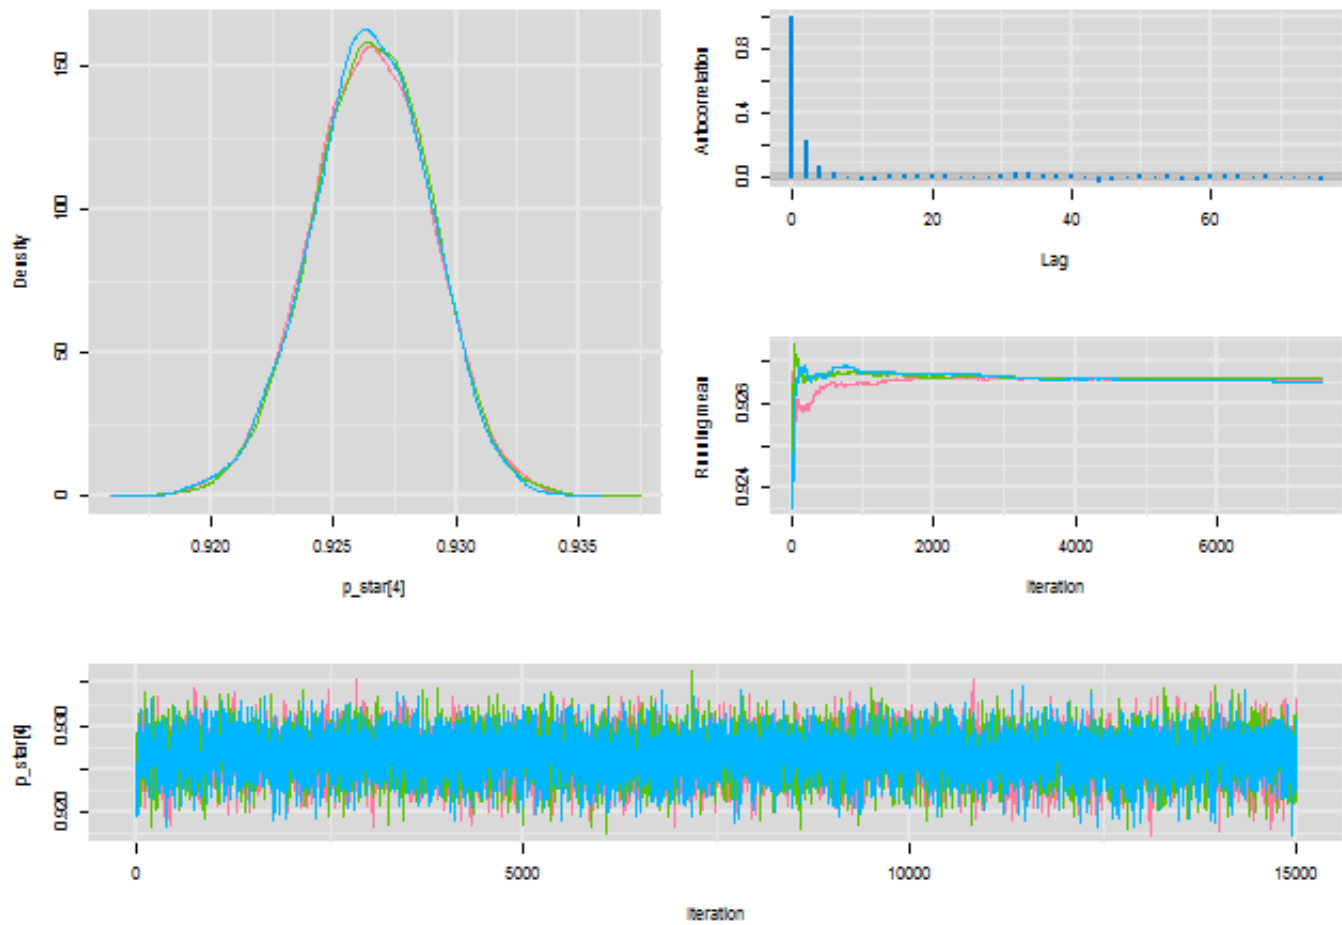 150
100
50
0
Density
0.920 0.925 0.930 0.935
p_star[4]
0.8
0.4
0.0
Autocorrelation
0 20 40 60
Lag
0.926
0.924
Running mean
0 2000 4000 6000
Iteration
0.930
0.920
p_star[4]
0 5000 10000 15000
Iteration